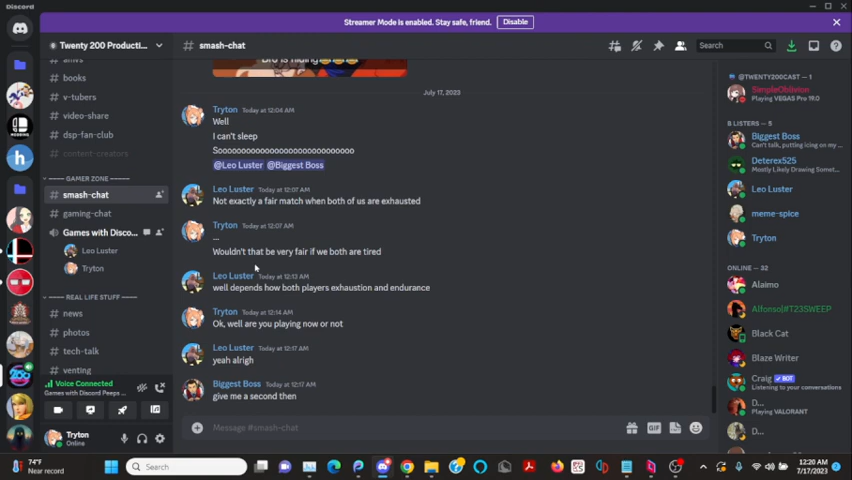 Discord
Streamer Mode is enabled. Stay safe, friend.
Disable
Twenty 200 Producti...
smash-chat
Search
amvs
books
v-tubers
video-share
dsp-fan-club
content-creators
GAMER ZONE
smash-chat
gaming-chat
Games with Disco...
Leo Luster
Tryton
REAL LIFE STUFF
news
photos
tech-talk
venting
Voice Connected
Games with Discord Peeps
Tryton
Online
July 17, 2023
Tryton Today at 12:04 AM
Well
I can't sleep
@Leo Luster @Biggest Boss
Leo Luster Today at 12:07 AM
Not exactly a fair match when both of us are exhausted
Tryton Today at 12:07 AM
...
Wouldn't that be very fair if we both are tired
Leo Luster Today at 12:13 AM
well depends how both players exhaustion and endurance
Tryton Today at 12:14 AM
Ok, well are you playing now or not
Leo Luster Today at 12:17 AM
yeah alrigh
Biggest Boss Today at 12:17 AM
give me a second then
Message #smash-chat
GIF
@TWENTY200CAST — 1
SimpleOblivion
Playing VEGAS Pro 19.0
B LISTERS — 5
Biggest Boss
Can't talk, putting icing on my ...
Deterex525
Mostly Likely Drawing Somet...
Leo Luster
meme-spice
Tryton
ONLINE — 32
Alaimo
Alfonso|#T23SWEEP
Black Cat
Blaze Writer
Craig BOT
Listening to your conversations
D...
Playing VALORANT
D...
74°F
Near record
Search
12:20 AM
7/17/2023